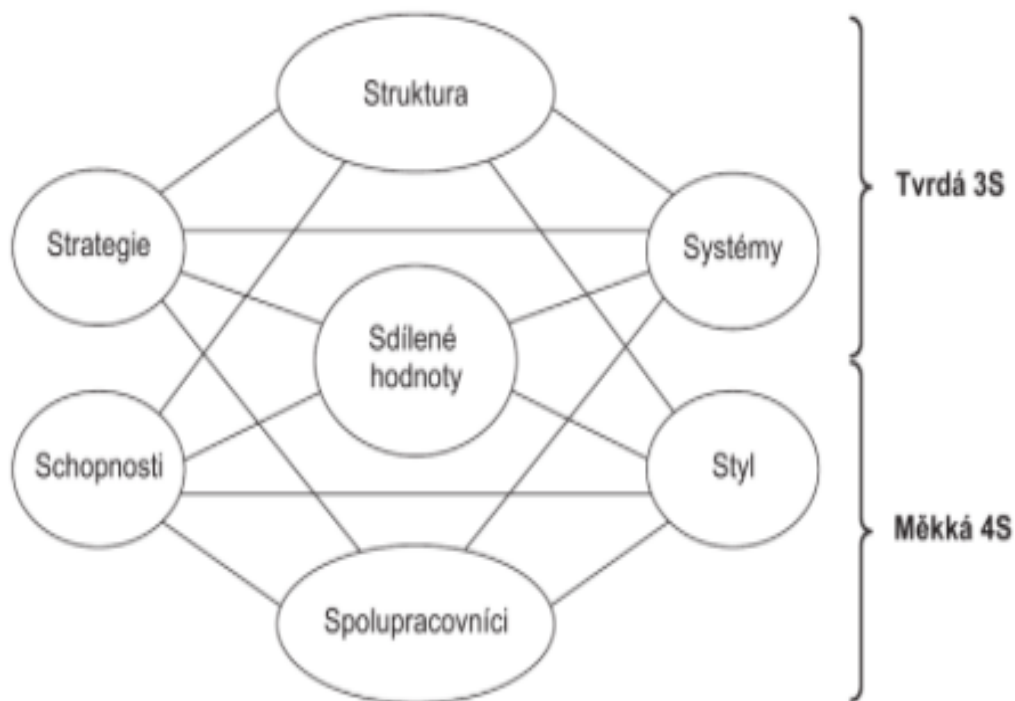 Struktura
Tvrdá 3S
Strategie
Systémy
Sdílené
hodnoty
Schopnosti
Styl
Měkká 4S
Spolupracovníci